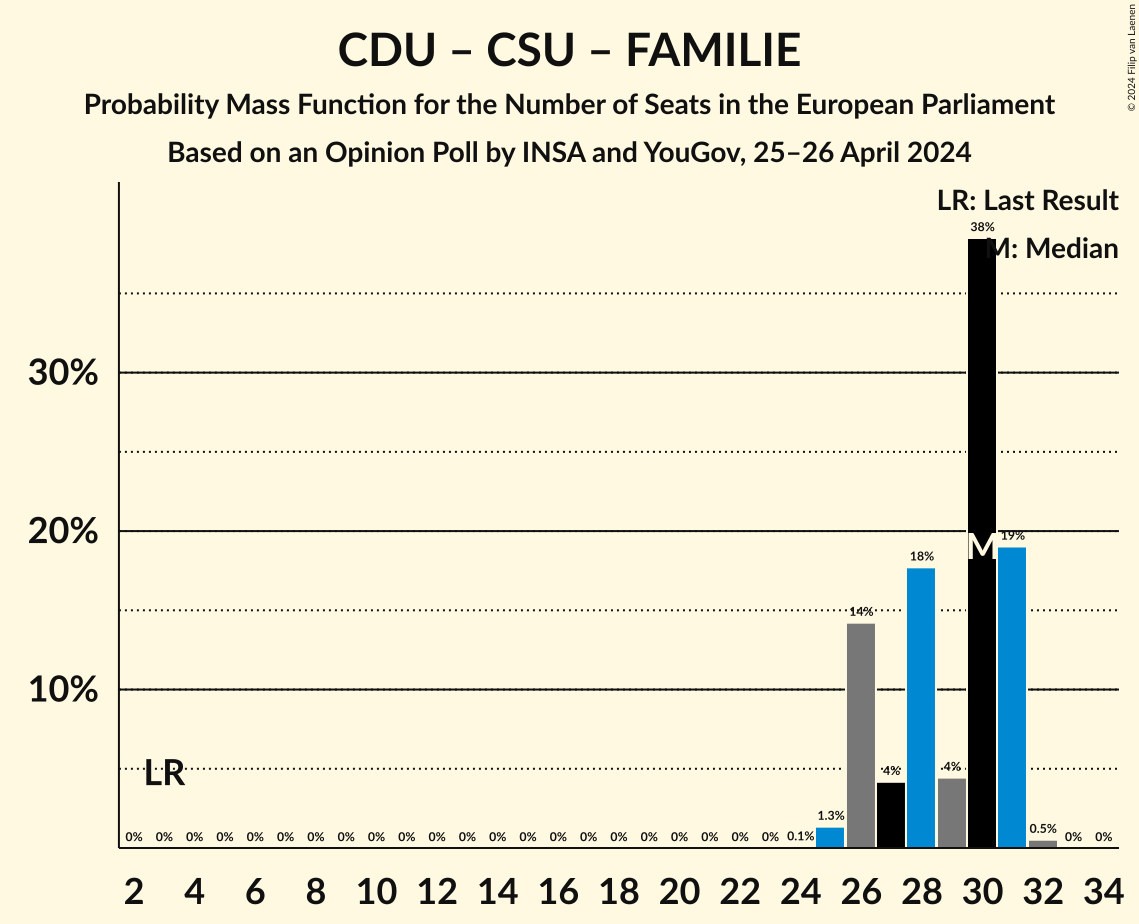 CDU – CSU – FAMILIE
Probability Mass Function for the Number of Seats in the European Parliament
Based on an Opinion Poll by INSA and YouGov, 25–26 April 2024
© 2024 Filip van Laenen
LR: Last Result
M: Median
38%
30%
20%
19%
M
18%
14%
10%
LR
4% 4%
1.3%
0.5%
0% 0% 0% 0% 0% 0% 0% 0% 0% 0% 0% 0% 0% 0% 0% 0% 0% 0% 0% 0% 0% 0% 0.1% 0% 0%
2 4 6 8 10 12 14 16 18 20 22 24 26 28 30 32 34